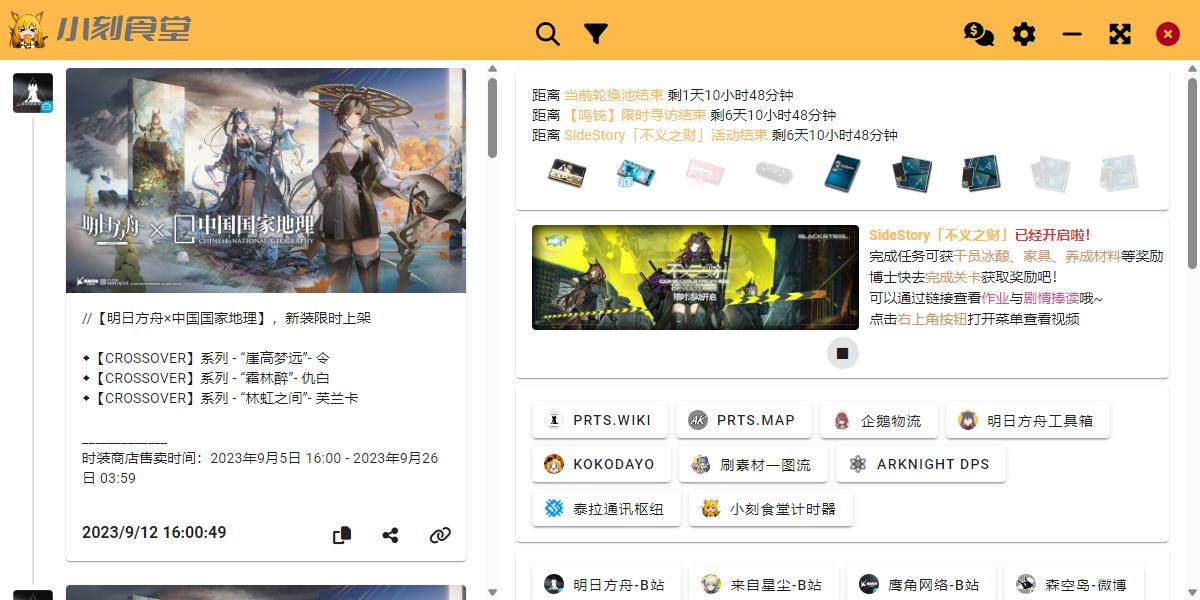 小刻食堂
明日方舟 × 中国国家地理
CHINESE NATIONAL GEOGRAPHY
//【明日方舟×中国国家地理】，新装限时上架
◆【CROSSOVER】系列 - “崖高梦远”- 令
◆【CROSSOVER】系列 - “霜林醉”- 仇白
◆【CROSSOVER】系列 - “林虹之间”- 芙兰卡
______________
时装商店售卖时间：2023年9月5日 16:00 - 2023年9月26
日 03:59
2023/9/12 16:00:49
距离 当前轮换池结束 剩1天10小时48分钟
距离 【鸣铳】限时寻访结束 剩6天10小时48分钟
距离 SideStory「不义之财」活动结束 剩6天10小时48分钟
BLACKSTEEL
不义之财
限时活动开启
SideStory「不义之财」已经开启啦！
完成任务可获干员冰酿、家具、养成材料等奖励
博士快去完成关卡获取奖励吧！
可以通过链接查看作业与剧情捧读哦~
点击右上角按钮打开菜单查看视频
PRTS.WIKI
PRTS.MAP
企鹅物流
明日方舟工具箱
KOKODAYO
刷素材一图流
ARKNIGHT DPS
泰拉通讯枢纽
小刻食堂计时器
明日方舟-B站
来自星尘-B站
鹰角网络-B站
森空岛-微博